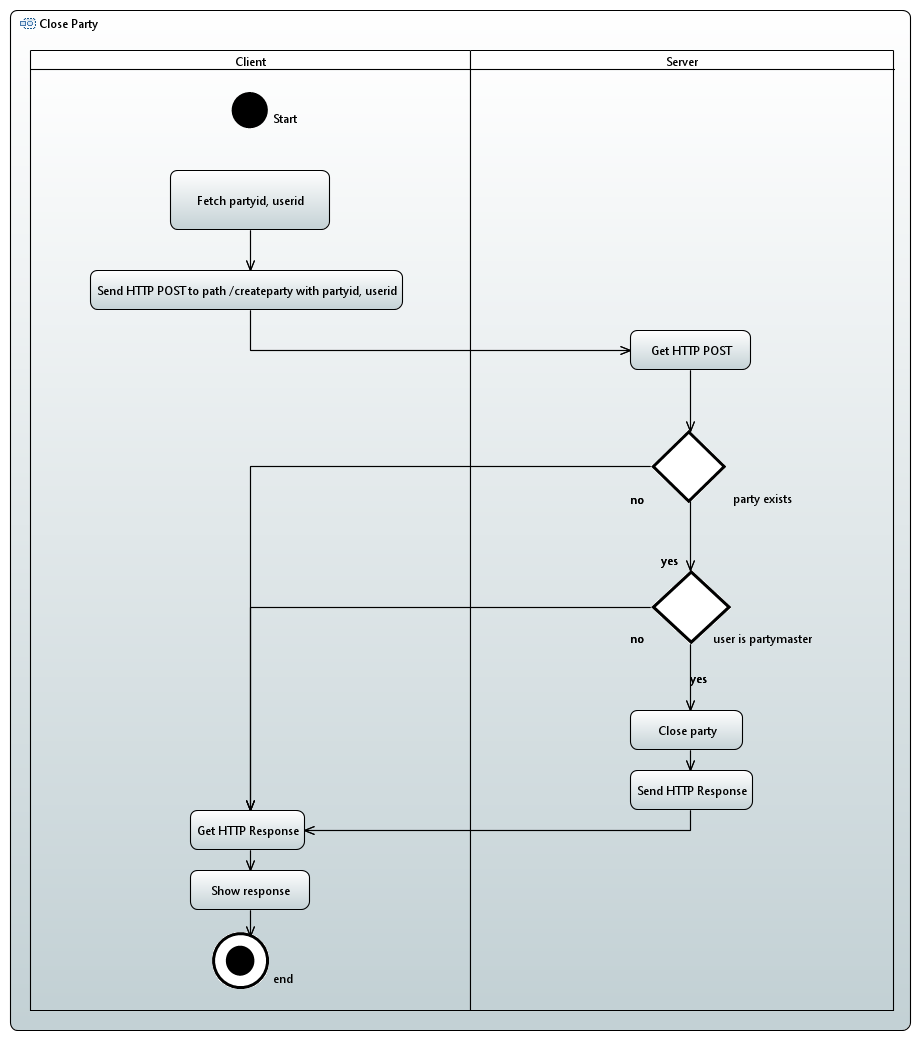 Close Party
Client
Server
Start
Fetch partyid, userid
Send HTTP POST to path /createparty with partyid, userid
Get HTTP POST
no
party exists
yes
no
user is partymaster
yes
Close party
Send HTTP Response
Get HTTP Response
Show response
end